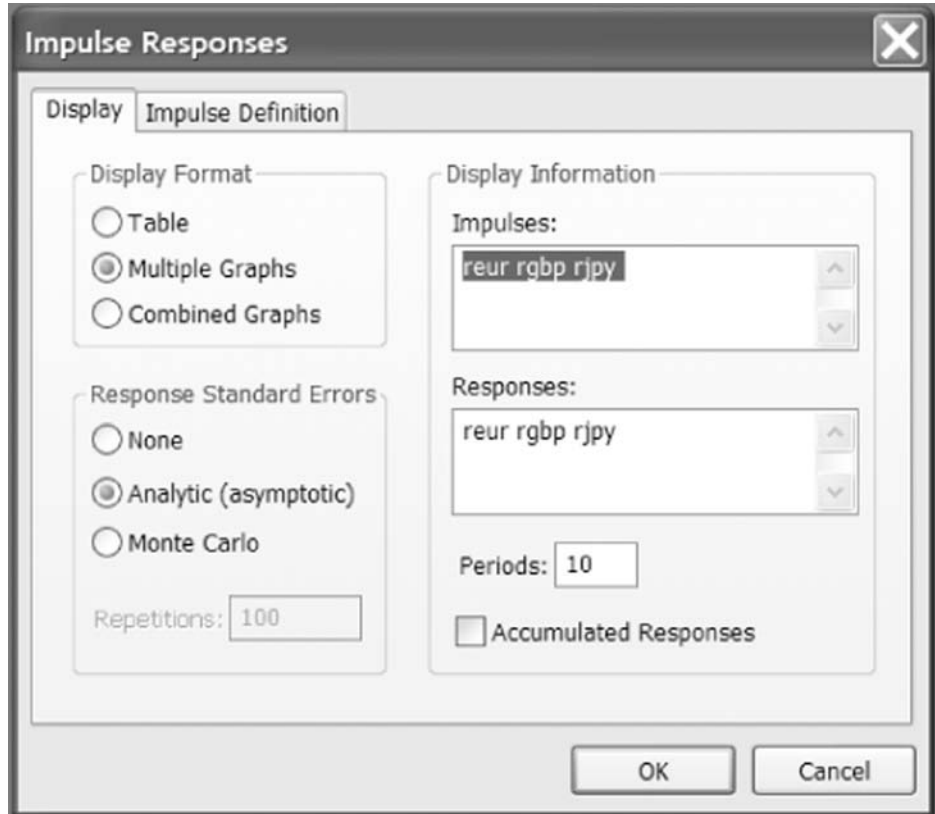 Impulse Responses
Display
Impulse Definition
Display Format
Table
Multiple Graphs
Combined Graphs
Response Standard Errors
None
Analytic (asymptotic)
Monte Carlo
Repetitions: 100
Display Information
Impulses:
reur rgbp rjpy
Responses:
reur rgbp rjpy
Periods: 10
Accumulated Responses
OK
Cancel